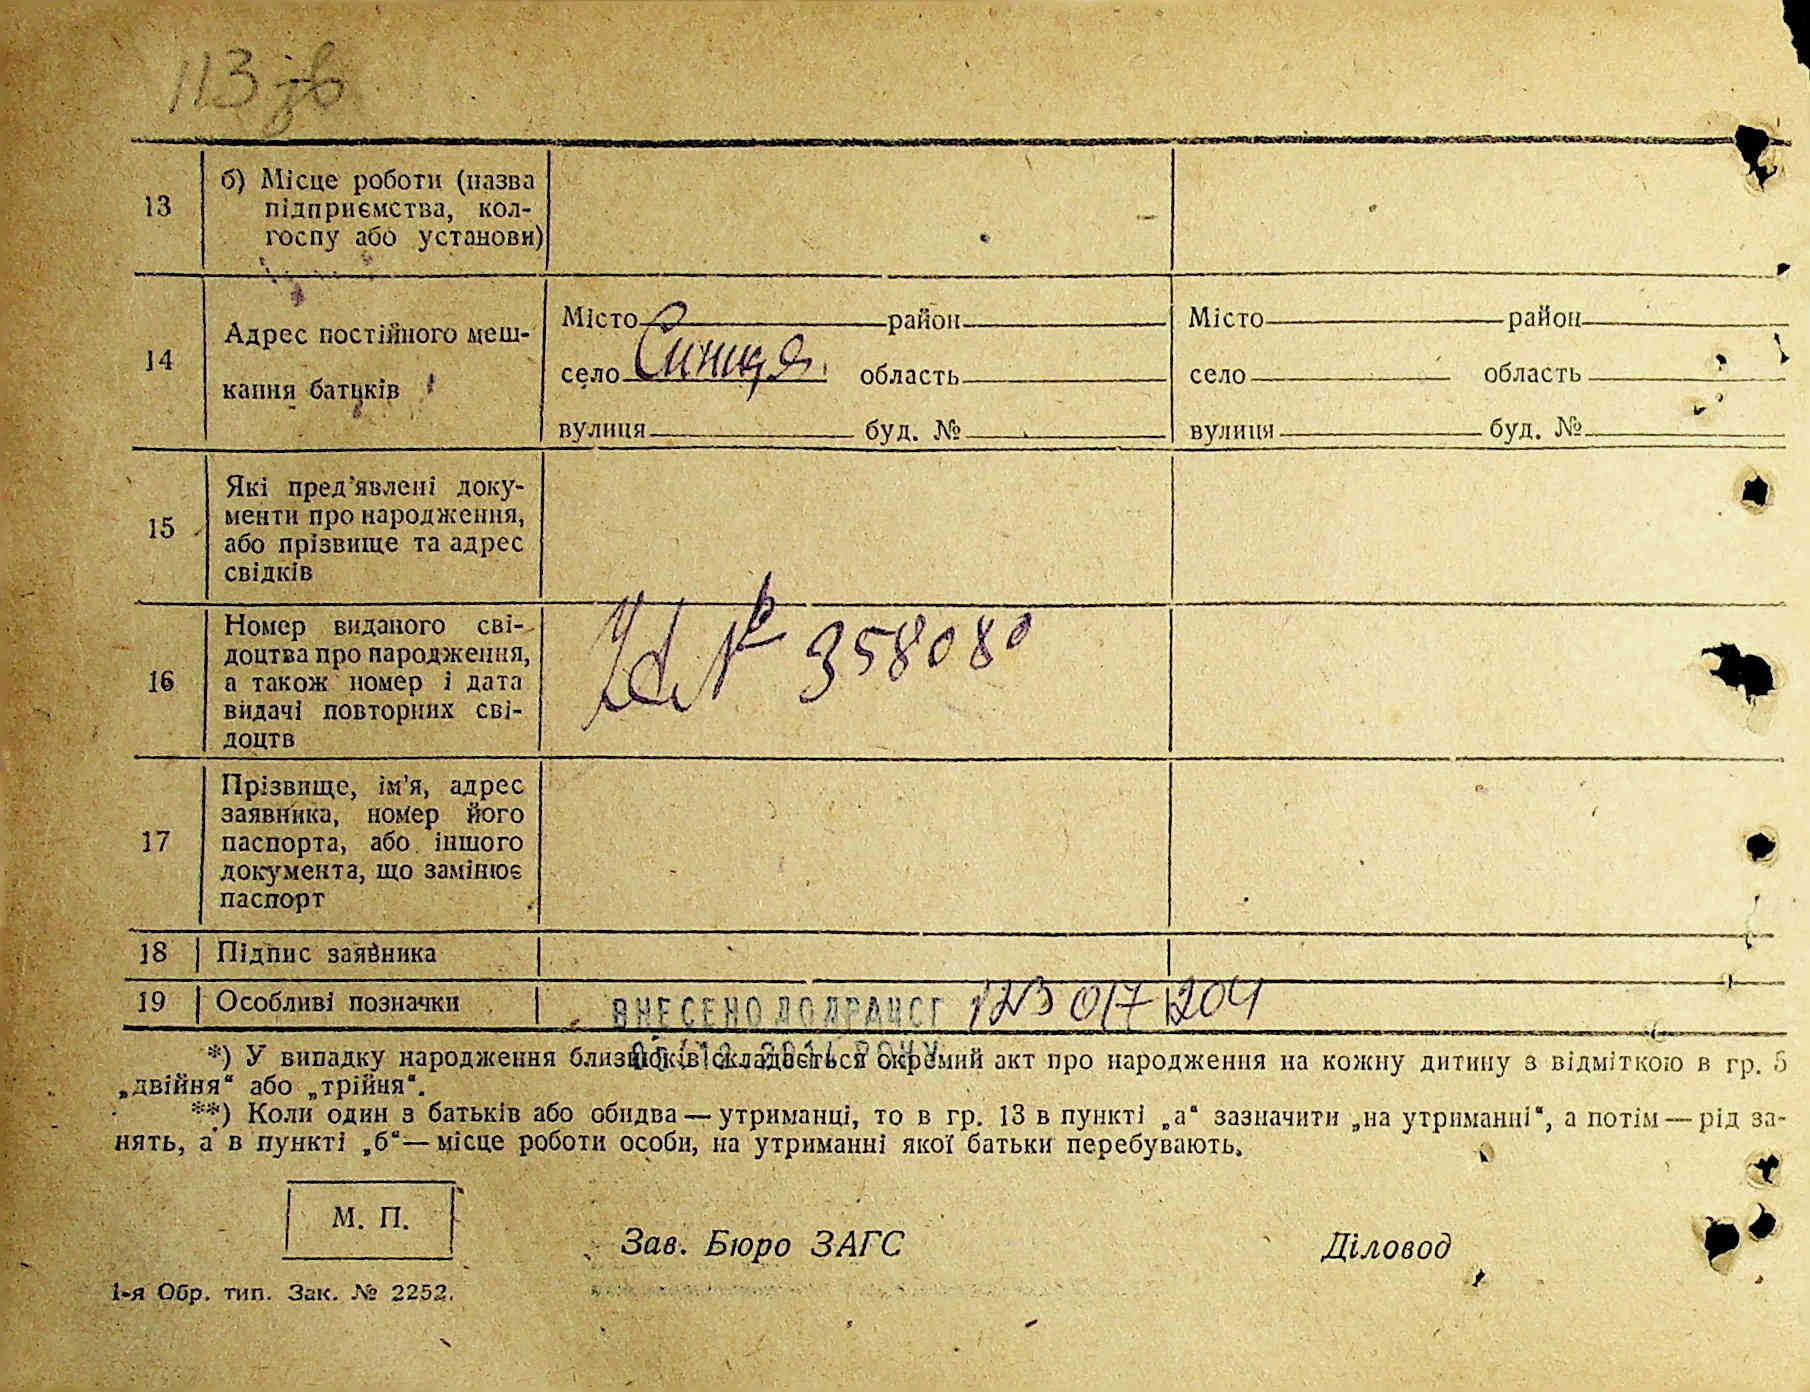 113 зв
13
б) Місце роботи (назва
підприємства, кол-
госпу або установи)
14
Адрес постійного меш-
кання батьків
Місто район
село Синиця область
вулиця буд. №
Місто район
село область
вулиця буд. №
15
Які пред'явлені доку-
менти про народження,
або прізвище та адрес
свідків
16
Номер виданого сві-
доцтва про народження,
а також номер і дата
видачі повторних сві-
доцтв
№ 358080
17
Прізвище, ім'я, адрес
заявника, номер його
паспорта, або іншого
документа, що замінює
паспорт
18 Підпис заявника
19 Особливі позначки
ВНЕСЕНО ДО ДРАЦСГ 123 017 204
*) У випадку народження близнюків складається окремий акт про народження на кожну дитину з відміткою в гр. 5
„двійня“ або „трійня“.
**) Коли один з батьків або обидва — утриманці, то в гр. 13 в пункті „а“ зазначити „на утриманні“, а потім — рід за-
нять, а в пункті „б“ — місце роботи особи, на утриманні якої батьки перебувають.
М. П.
Зав. Бюро ЗАГС
Діловод
1-я Обр. тип. Зак. № 2252.